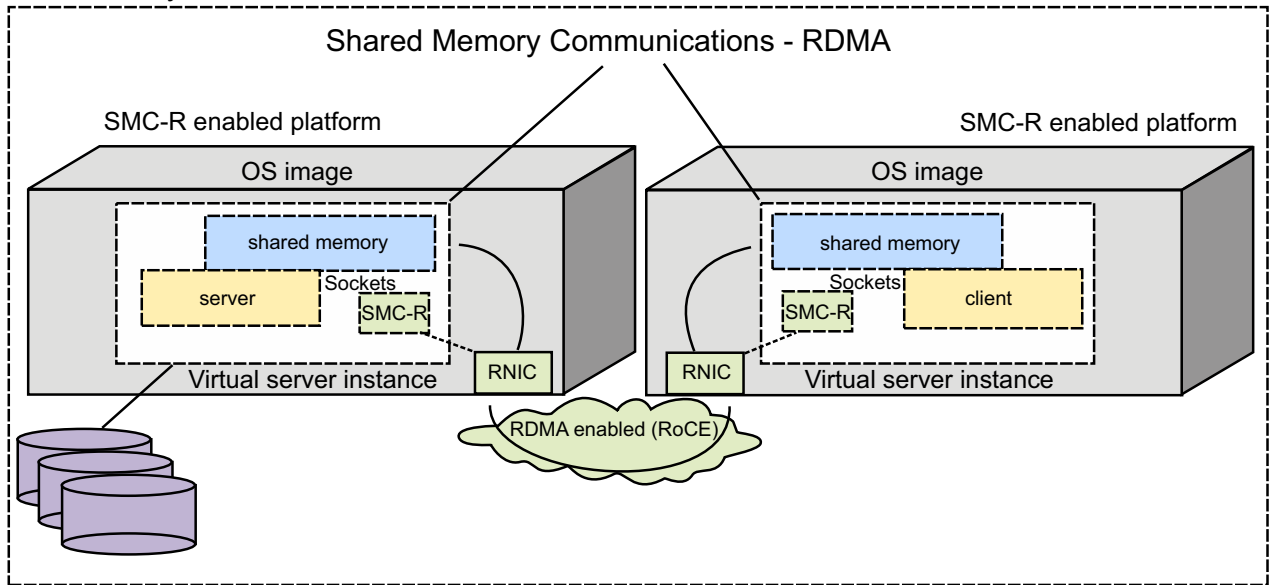 Shared Memory Communications - RDMA
SMC-R enabled platform
SMC-R enabled platform
OS image
OS image
shared memory
Sockets
server
SMC-R
RNIC
Virtual server instance
shared memory
Sockets
SMC-R
client
RNIC
Virtual server instance
RDMA enabled (RoCE)